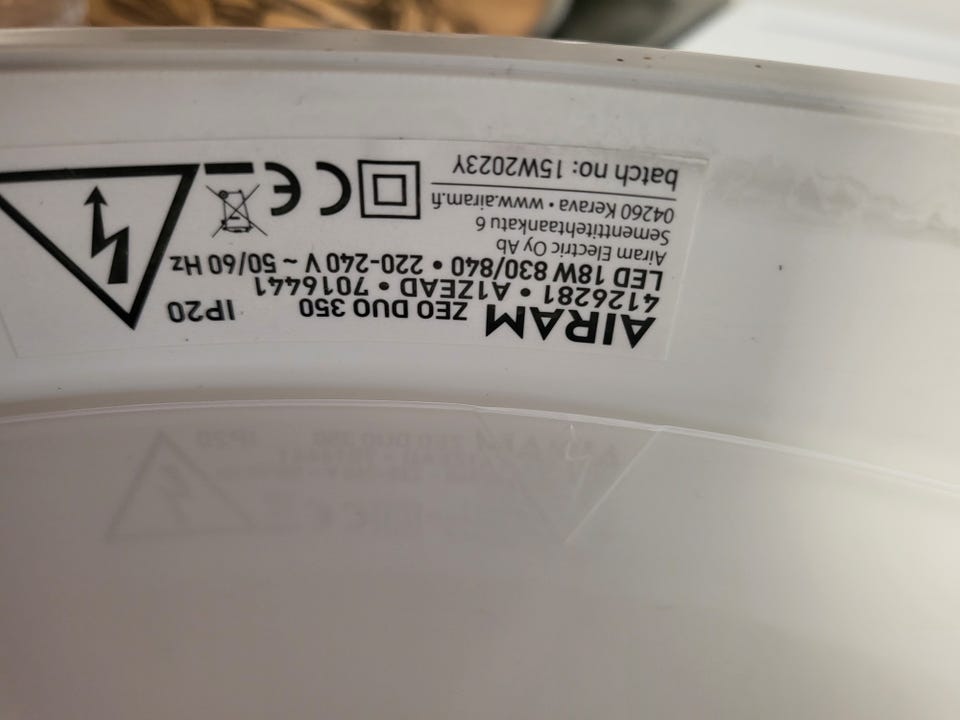 AIRAM ZEO DUO 350 IP20
4126281 • A1ZEAD • 7016441
LED 18W 830/840 • 220-240 V ~ 50/60 Hz
Airam Electric Oy Ab
Sementtitehtaankatu 6
04260 Kerava • www.airam.fi
batch no: 15W2023Y
CE